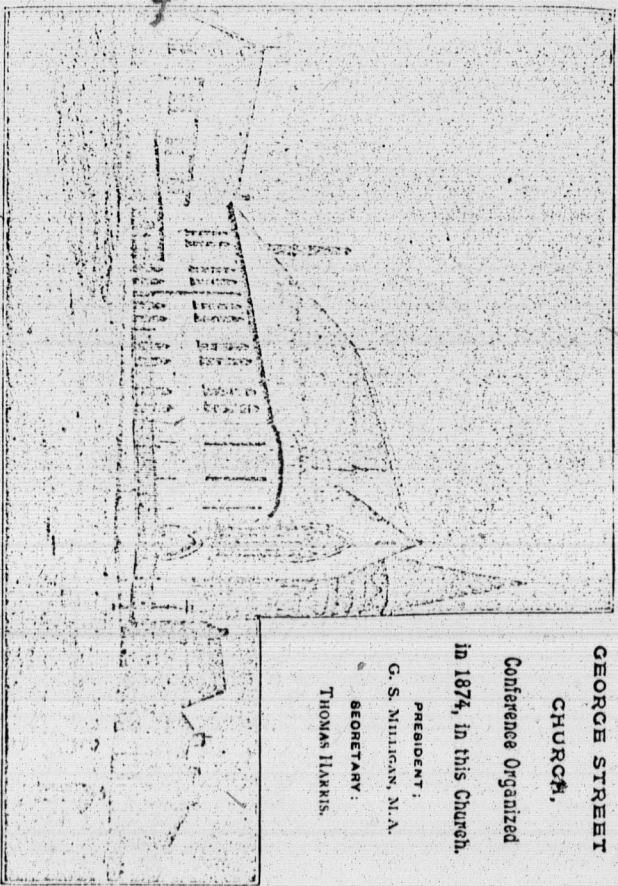 GEORGE STREET
CHURCH,
Conference Organized
in 1874, in this Church.
PRESIDENT:
G. S. MILLIGAN, M.A.
SECRETARY:
THOMAS HARRIS.